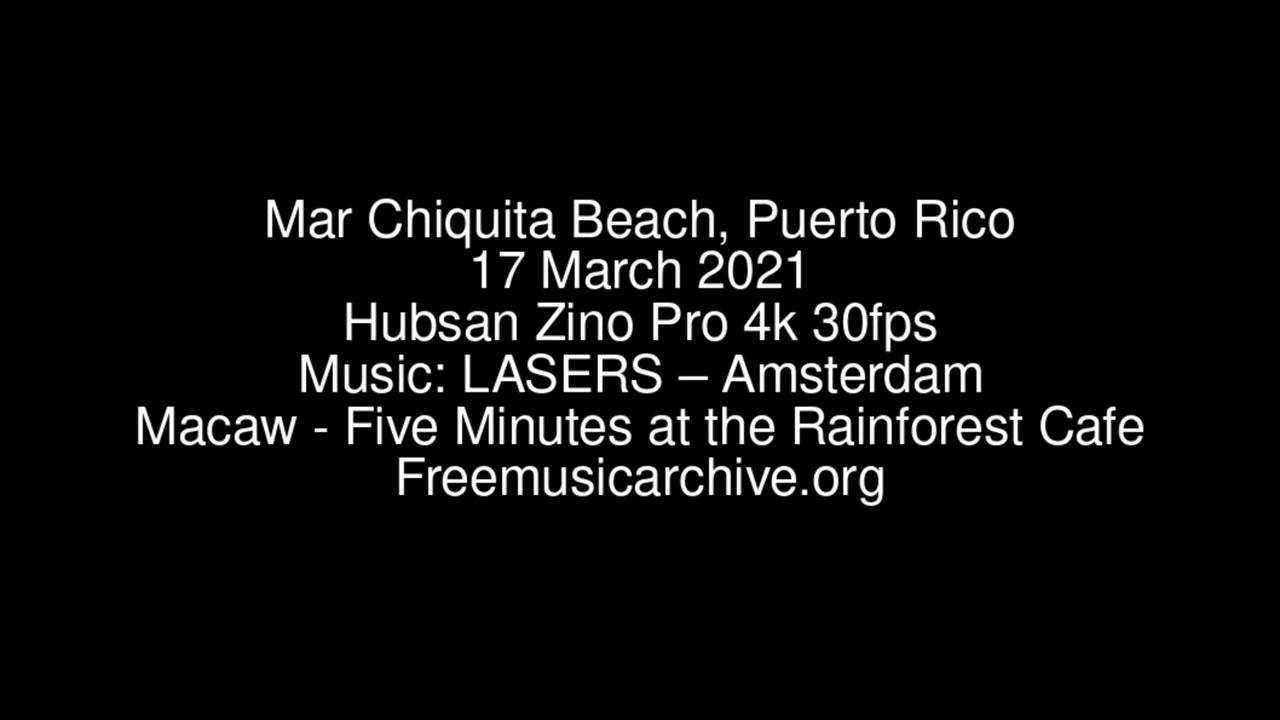 Mar Chiquita Beach, Puerto Rico
17 March 2021
Hubsan Zino Pro 4k 30fps
Music: LASERS – Amsterdam
Macaw - Five Minutes at the Rainforest Cafe
Freemusicarchive.org